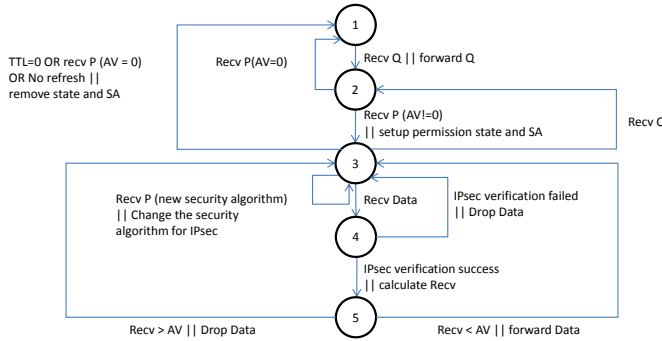 1
TTL=0 OR recv P (AV = 0)
OR No refresh ||
remove state and SA
Recv P(AV=0)
Recv Q || forward Q
2
Recv P (AV!=0)
|| setup permission state and SA
Recv Q
3
Recv P (new security algorithm)
|| Change the security
algorithm for IPsec
Recv Data
IPsec verification failed
|| Drop Data
4
IPsec verification success
|| calculate Recv
5
Recv > AV || Drop Data
Recv < AV || forward Data